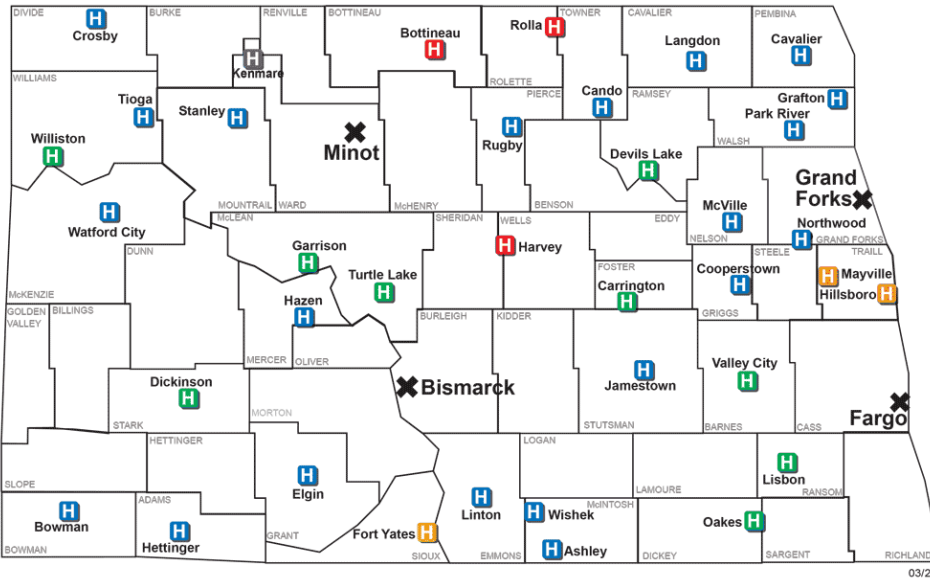 DIVIDE
BURKE
RENVILLE
BOTTINEAU
TOWNER
CAVALIER
PEMBINA
H
Crosby
Bottineau
H
Rolla H
Langdon
H
Cavalier
H
H
Kenmare
WILLIAMS
ROLETTE
PIERCE
RAMSEY
Tioga
H
Stanley H
Cando
H
Grafton H
Park River
H
Williston
H
Minot
H
Rugby
WALSH
Devils Lake
H
Grand
Forks
H
Watford City
MOUNTRAIL
WARD
McHENRY
BENSON
McVille
H
Northwood
H
McLEAN
SHERIDAN
WELLS
EDDY
NELSON
GRAND FORKS
DUNN
Garrison
H
H Harvey
STEELE
TRAILL
FOSTER
Cooperstown
H
H Mayville
Hillsboro H
Turtle Lake
H
Carrington
H
McKENZIE
Hazen
H
GOLDEN
VALLEY
BILLINGS
BURLEIGH
KIDDER
GRIGGS
MERCER
OLIVER
Dickinson
H
Bismarck
H
Jamestown
Valley City
H
Fargo
MORTON
STARK
STUTSMAN
BARNES
CASS
HETTINGER
LOGAN
H
Elgin
H
Lisbon
SLOPE
LAMOURE
RANSOM
ADAMS
H
Linton
H
Bowman
H
Hettinger
H Wishek
McINTOSH
Oakes H
Fort Yates H
GRANT
H Ashley
BOWMAN
SIOUX
EMMONS
DICKEY
SARGENT
RICHLAND
03/2